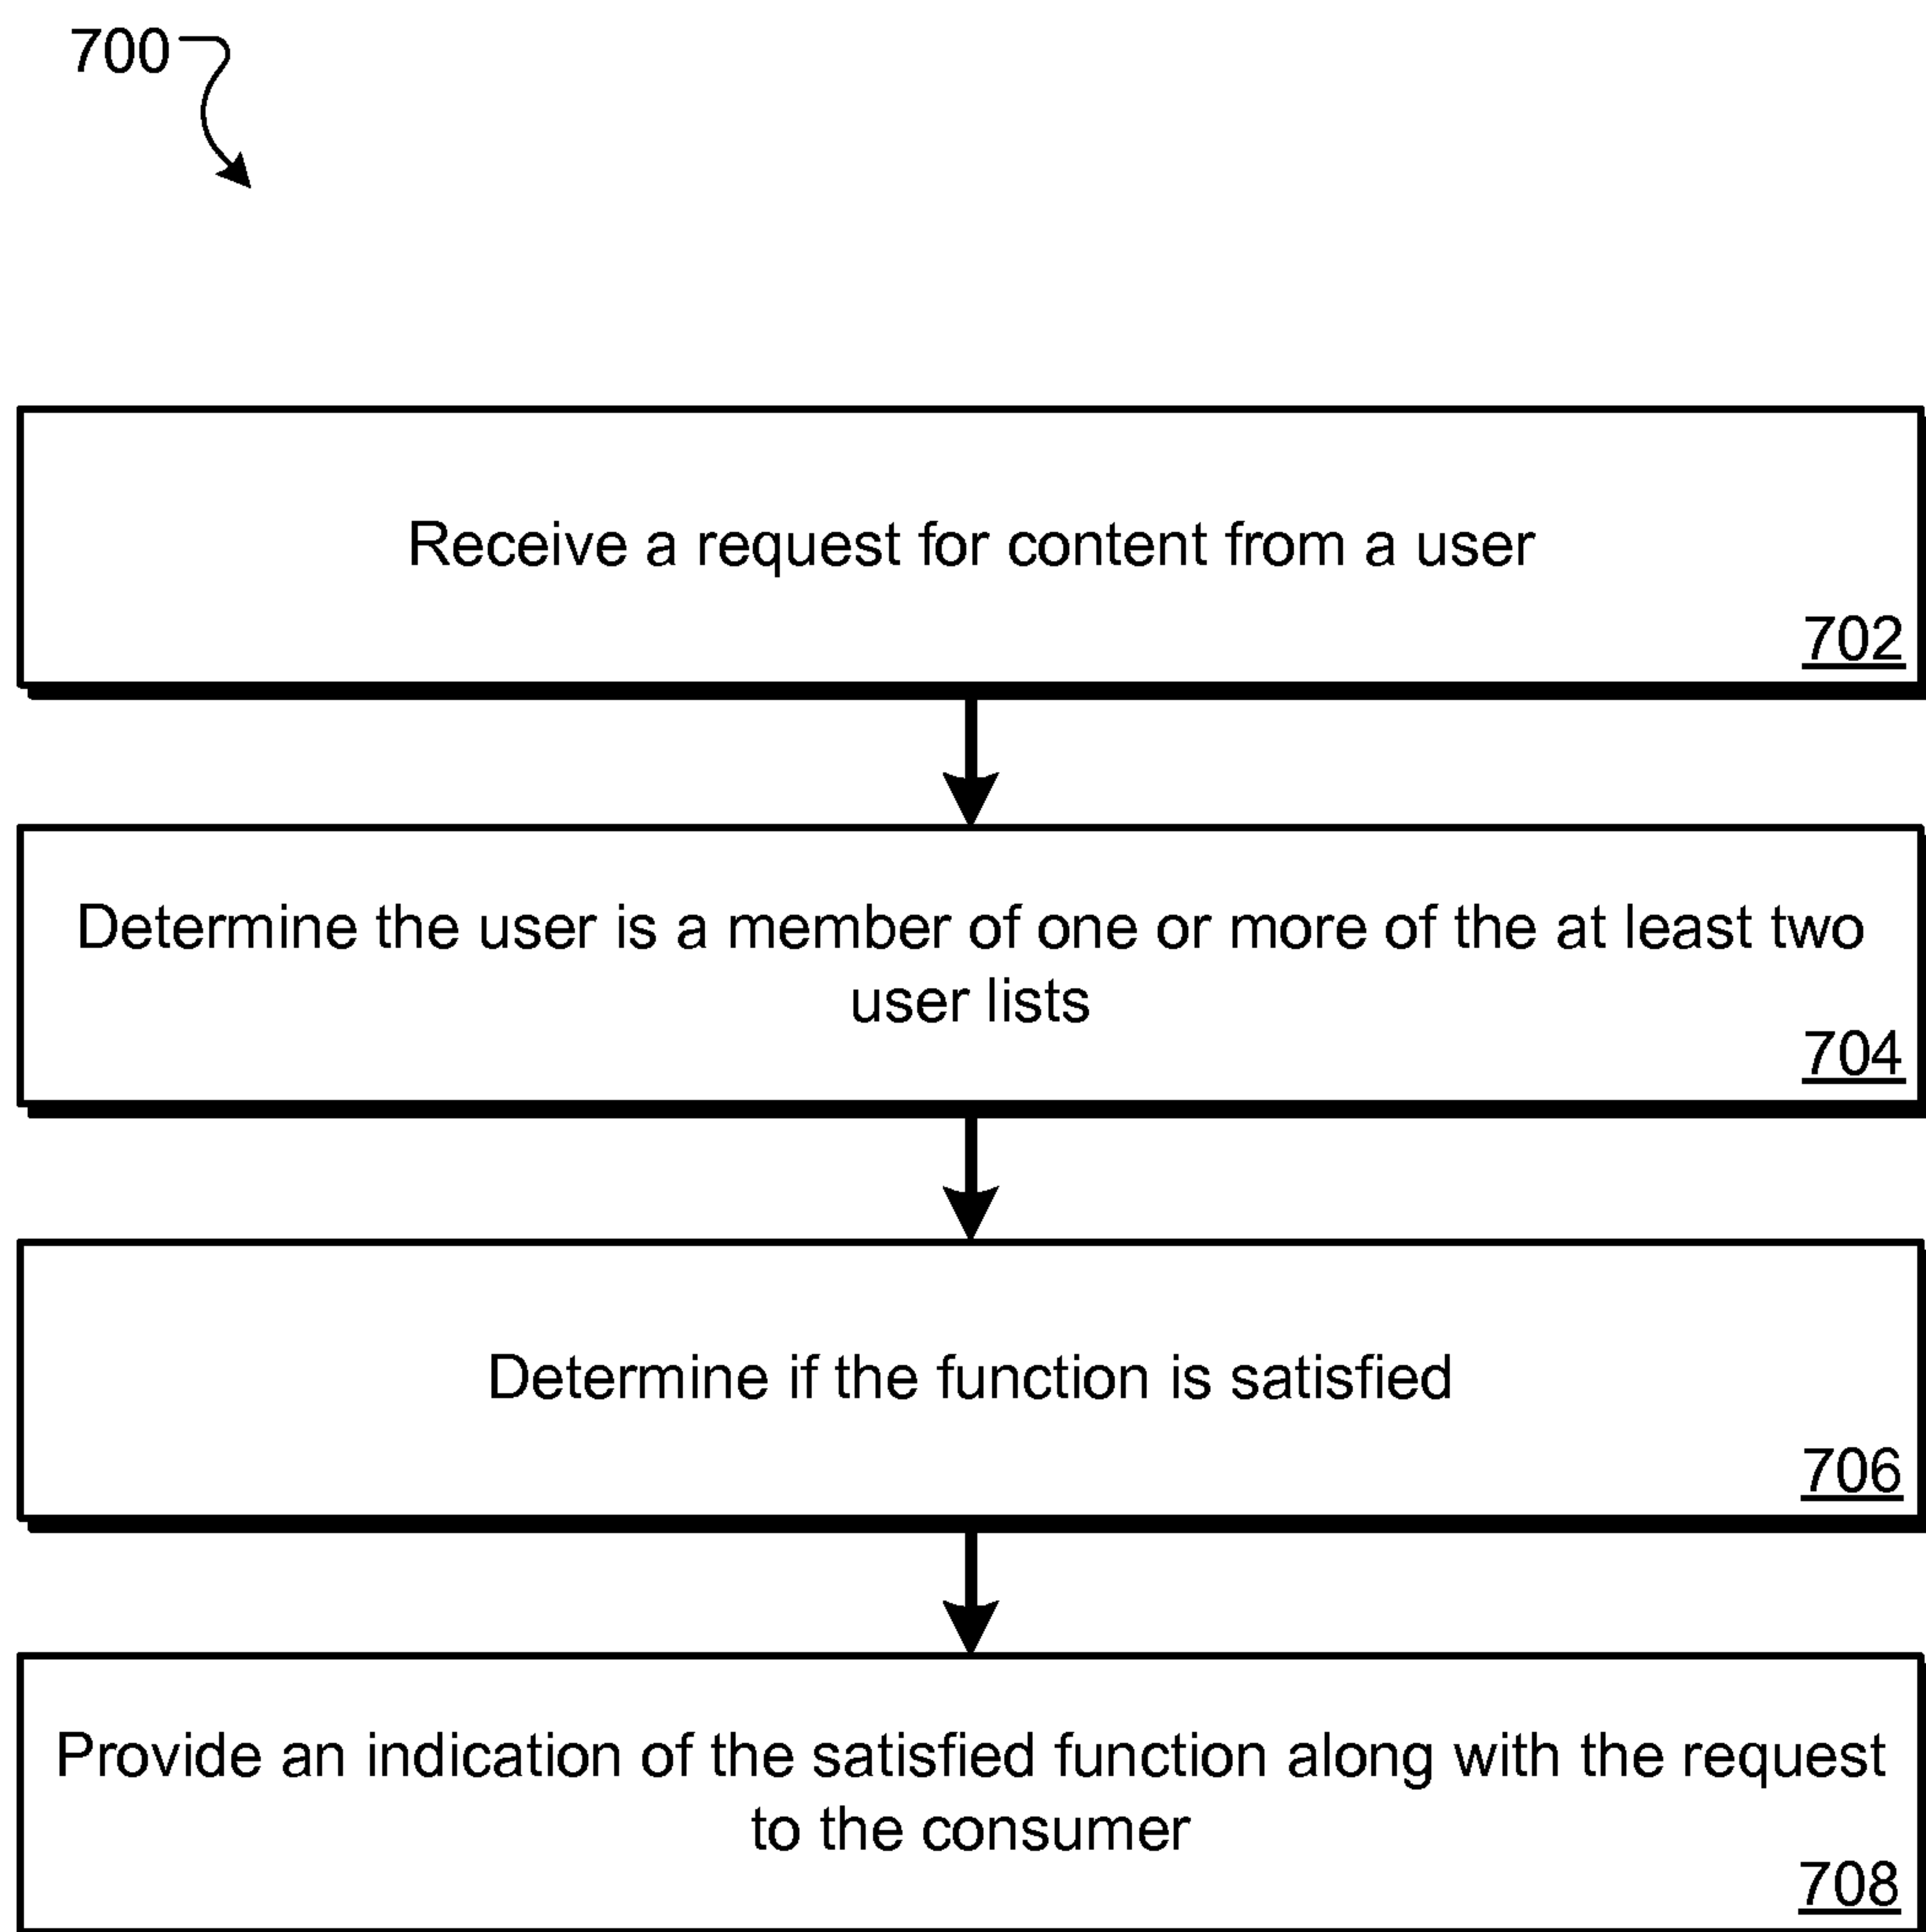 700
Receive a request for content from a user
702
Determine the user is a member of one or more of the at least two
user lists
704
Determine if the function is satisfied
706
Provide an indication of the satisfied function along with the request
to the consumer
708